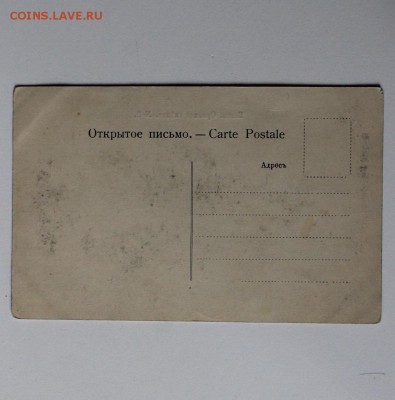 COINS.LAVE.RU
Открытое письмо. — Carte Postale
Адресъ